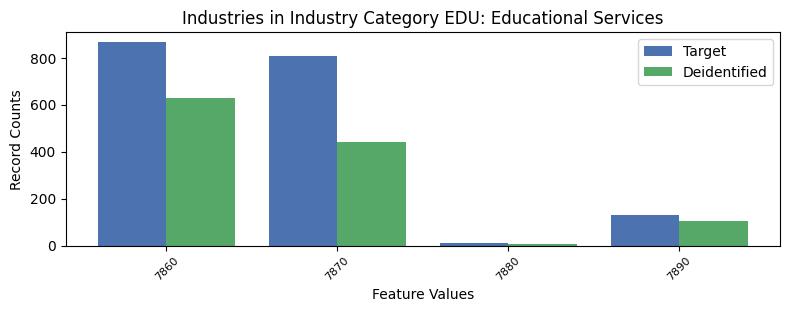 Industries in Industry Category EDU: Educational Services
Target
Deidentified
Record Counts
800
600
400
200
0
7860
7870
7880
7890
Feature Values